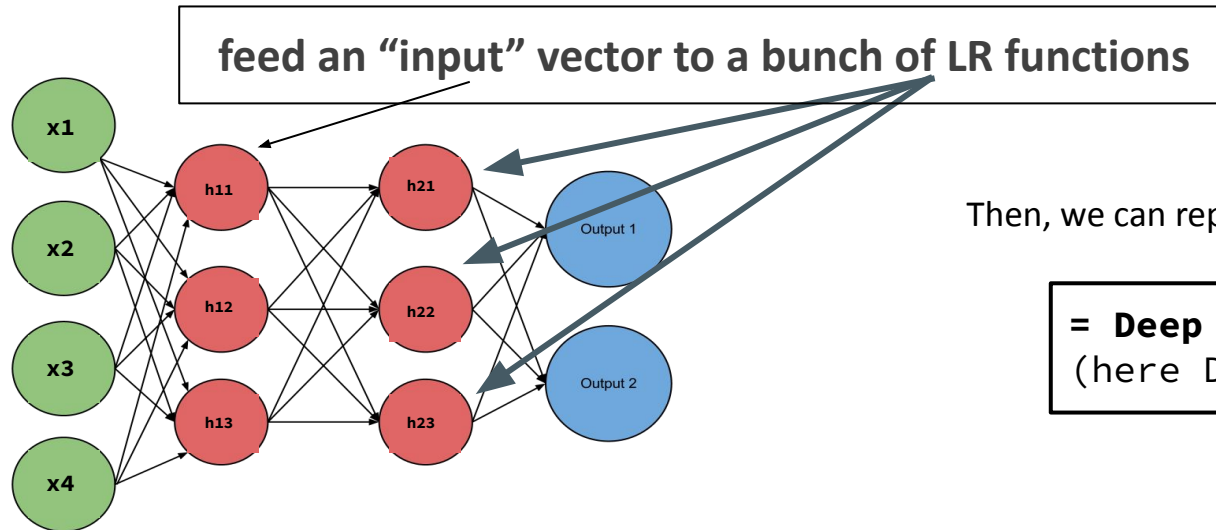 feed an “input” vector to a bunch of LR functions
x1
x2
x3
x4
h11
h12
h13
h21
h22
h23
Output 1
Output 2
Then, we can rep
= Deep
(here D